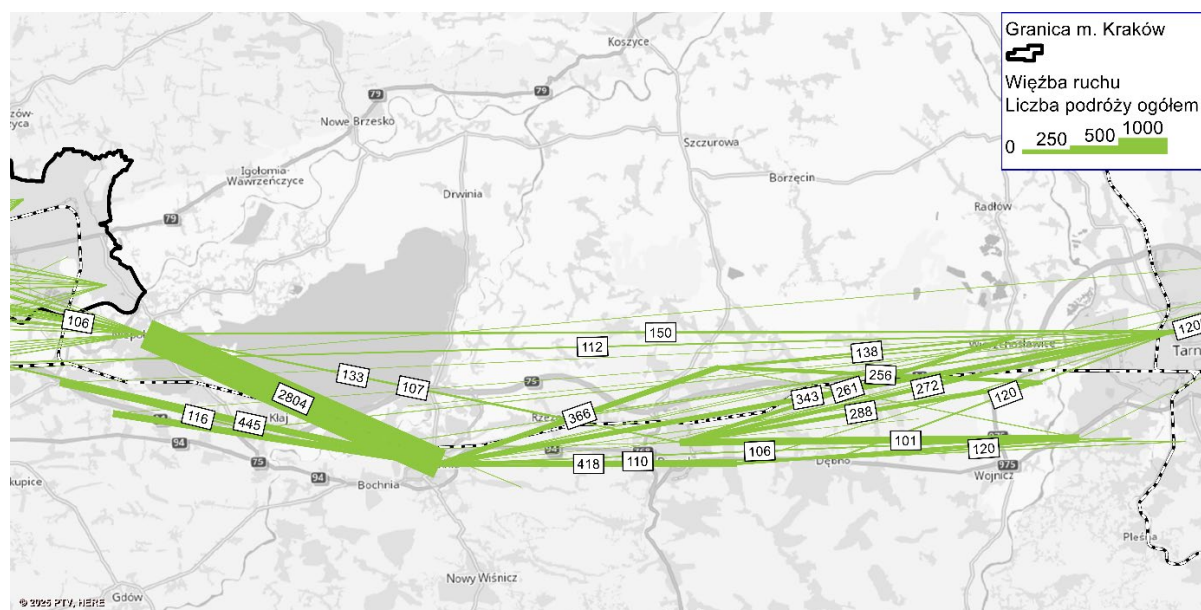 Granica m. Kraków
Więźba ruchu
Liczba podróży ogółem
0 250 500 1000
Koszyce
79
79
Nowe Brzesko
Szczurowa
Igołomia-
Wawrzeńczyce
Borzęcin
Drwinia
Radłów
79
106
150
120
112
138
Wierzchosławice
133
75
256
107
261
272
120
343
2804
288
366
Kłaj
116
445
94
75
94
94
101
106
120
418
110
Dębno
975
Bochnia
Wojnicz
Pleśna
Nowy Wiśnicz
Gdów
© 2025 PTV, HERE